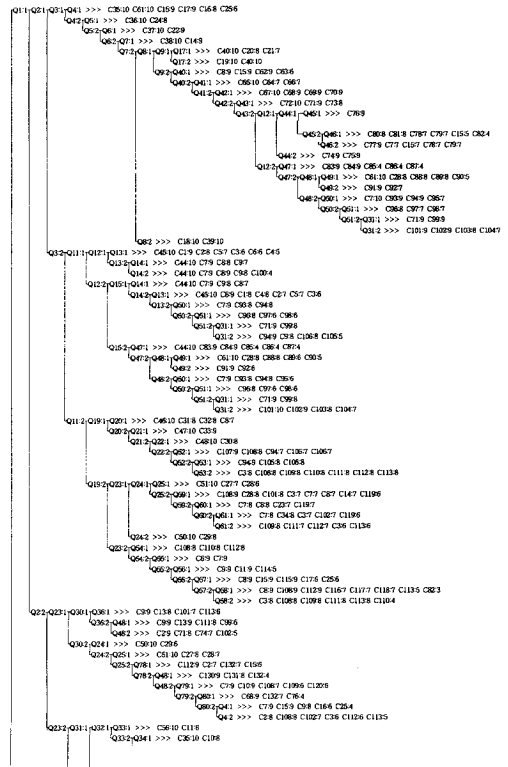 Q1:1 Q2:1 Q3:1 Q4:1 >>> C35:10 C61:10 C16:9 C17:9 C16:8 C25:6
Q4:2 Q5:1 >>> C36:10 C24:8
Q5:2 Q6:1 >>> C37:10 C22:9
Q6:2 Q7:1 >>> C38:10 C14:9
Q7:2 Q8:1 Q9:1 Q17:1 >>> C40:10 C20:8 C21:7
Q17:2 >>> C19:10 C40:10
Q9:2 Q40:1 >>> C8:9 C15:9 C62:9 C63:6
Q40:2 Q41:1 >>> C65:10 C64:7 C66:7
Q41:2 Q42:1 >>> C67:10 C68:9 C69:9 C70:9
Q42:2 Q43:1 >>> C72:10 C71:9 C73:8
Q43:2 Q12:1 Q44:1 Q45:1 >>> C76:9
Q45:2 Q46:1 >>> C80:8 C81:8 C78:7 C79:7 C15:5 C82:4
Q46:2 >>> C77:9 C7:7 C15:7 C78:7 C79:7
Q44:2 >>> C74:9 C75:9
Q12:2 Q47:1 >>> C83:9 C84:9 C85:4 C86:4 C87:4
Q47:2 Q48:1 Q49:1 >>> C61:10 C28:8 C88:8 C89:8 C90:5
Q49:2 >>> C91:9 C92:7
Q48:2 Q50:1 >>> C7:10 C93:9 C94:9 C95:7
Q50:2 Q51:1 >>> C96:8 C97:7 C98:7
Q51:2 Q31:1 >>> C71:9 C99:9
Q31:2 >>> C101:9 C102:9 C103:8 C104:7
Q8:2 >>> C18:10 C39:10
Q3:2 Q11:1 Q12:1 Q13:1 >>> C45:10 C1:9 C2:8 C5:7 C3:6 C6:6 C4:5
Q13:2 Q14:1 >>> C44:10 C7:9 C8:8 C9:7
Q14:2 >>> C44:10 C7:9 C8:9 C9:8 C100:4
Q12:2 Q15:1 Q14:1 >>> C44:10 C7:9 C9:8 C8:7
Q14:2 Q13:1 >>> C45:10 C6:9 C1:8 C4:8 C2:7 C5:7 C3:6
Q13:2 Q50:1 >>> C7:9 C93:8 C94:8
Q50:2 Q51:1 >>> C96:8 C97:6 C98:6
Q51:2 Q31:1 >>> C71:9 C99:8
Q31:2 >>> C94:9 C9:8 C106:8 C105:5
Q15:2 Q47:1 >>> C44:10 C83:9 C84:9 C85:4 C86:4 C87:4
Q47:2 Q48:1 Q49:1 >>> C61:10 C28:8 C88:8 C89:6 C90:5
Q49:2 >>> C91:9 C92:6
Q48:2 Q50:1 >>> C7:9 C93:8 C94:8 C95:6
Q50:2 Q51:1 >>> C96:8 C97:6 C98:6
Q51:2 Q31:1 >>> C71:9 C99:8
Q31:2 >>> C101:10 C102:9 C103:8 C104:7
Q11:2 Q19:1 Q20:1 >>> C46:10 C31:8 C32:8 C8:7
Q20:2 Q21:1 >>> C47:10 C33:9
Q21:2 Q22:1 >>> C48:10 C30:8
Q22:2 Q52:1 >>> C107:9 C108:8 C94:7 C105:7 C106:7
Q52:2 Q53:1 >>> C94:9 C105:8 C106:8
Q53:2 >>> C3:8 C108:8 C109:8 C110:8 C111:8 C112:8 C113:8
Q19:2 Q23:1 Q24:1 Q25:1 >>> C51:10 C27:7 C28:6
Q25:2 Q59:1 >>> C108:9 C28:8 C101:8 C3:7 C7:7 C8:7 C14:7 C119:6
Q59:2 Q60:1 >>> C7:8 C8:8 C23:7 C119:7
Q60:2 Q61:1 >>> C7:8 C34:8 C3:7 C102:7 C119:6
Q61:2 >>> C109:8 C111:7 C112:7 C3:6 C113:6
Q24:2 >>> C50:10 C29:8
Q23:2 Q54:1 >>> C108:8 C110:8 C112:8
Q54:2 Q55:1 >>> C8:9 C7:9
Q55:2 Q56:1 >>> C8:9 C11:9 C114:5
Q56:2 Q57:1 >>> C8:9 C15:9 C115:9 C17:6 C25:6
Q57:2 Q58:1 >>> C8:9 C108:9 C112:9 C116:7 C117:7 C118:7 C113:5 C82:3
Q58:2 >>> C3:8 C108:8 C109:8 C111:8 C113:8 C110:4
Q2:2 Q23:1 Q30:1 Q36:1 >>> C9:9 C13:8 C101:7 C113:6
Q36:2 Q48:1 >>> C9:9 C13:9 C111:8 C99:6
Q48:2 >>> C2:9 C71:8 C74:7 C102:5
Q30:2 Q24:1 >>> C50:10 C29:6
Q24:2 Q25:1 >>> C51:10 C27:8 C28:7
Q25:2 Q78:1 >>> C112:9 C2:7 C132:7 C15:6
Q78:2 Q48:1 >>> C130:9 C131:8 C132:4
Q48:2 Q79:1 >>> C7:9 C10:9 C108:7 C109:6 C120:6
Q79:2 Q80:1 >>> C68:9 C132:7 C76:4
Q80:2 Q4:1 >>> C7:9 C15:9 C9:8 C16:6 C25:4
Q4:2 >>> C2:8 C108:8 C102:7 C3:6 C112:6 C113:5
Q23:2 Q31:1 Q32:1 Q33:1 >>> C56:10 C11:8
Q33:2 Q34:1 >>> C35:10 C10:8